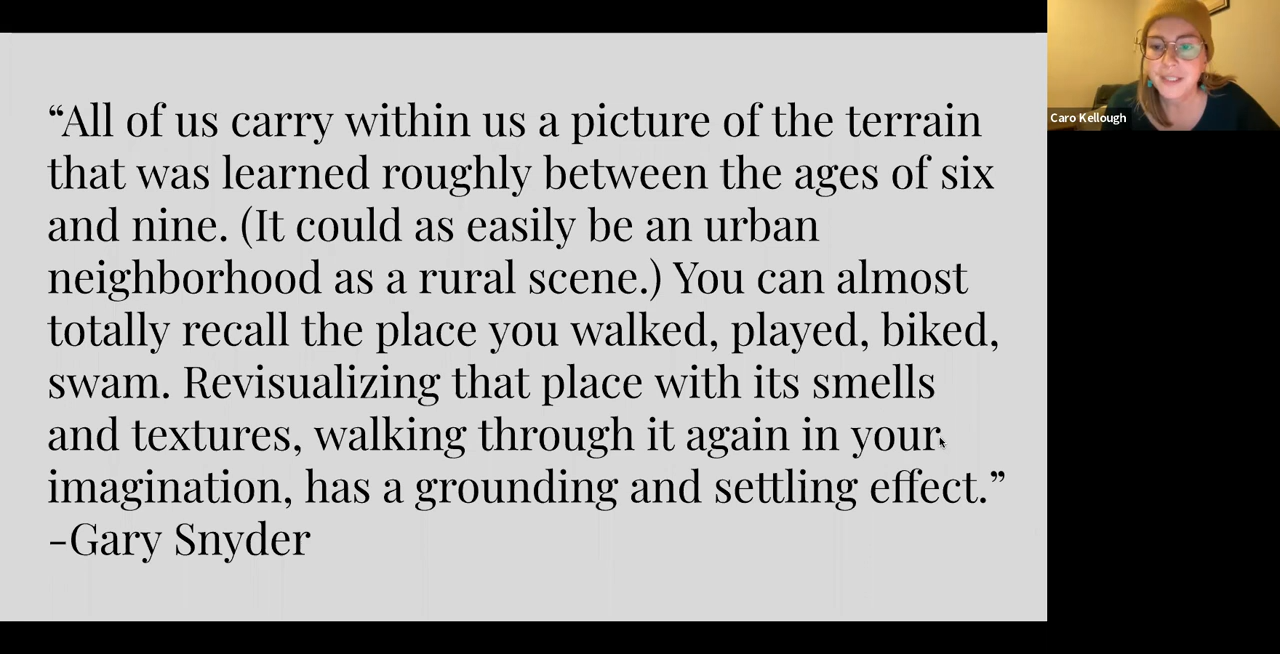 “All of us carry within us a picture of the terrain
that was learned roughly between the ages of six
and nine. (It could as easily be an urban
neighborhood as a rural scene.) You can almost
totally recall the place you walked, played, biked,
swam. Revisualizing that place with its smells
and textures, walking through it again in your
imagination, has a grounding and settling effect.”
-Gary Snyder
Caro Kellough